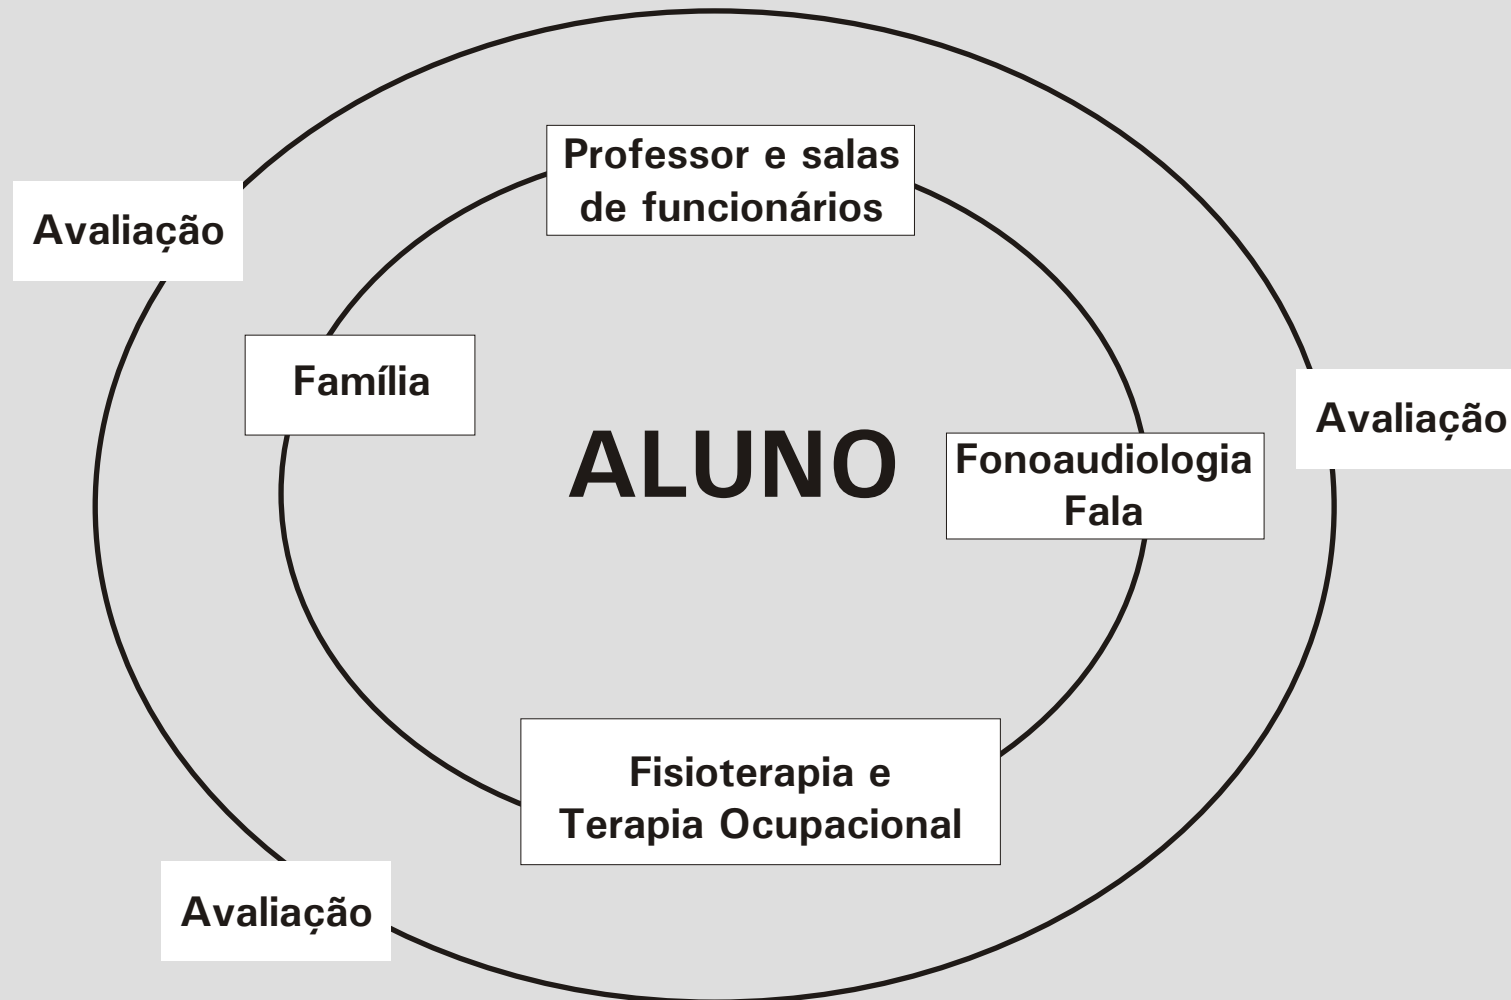 Professor e salas
de funcionários
Avaliação
Família
Avaliação
ALUNO
Fonoaudiologia
Fala
Fisioterapia e
Terapia Ocupacional
Avaliação